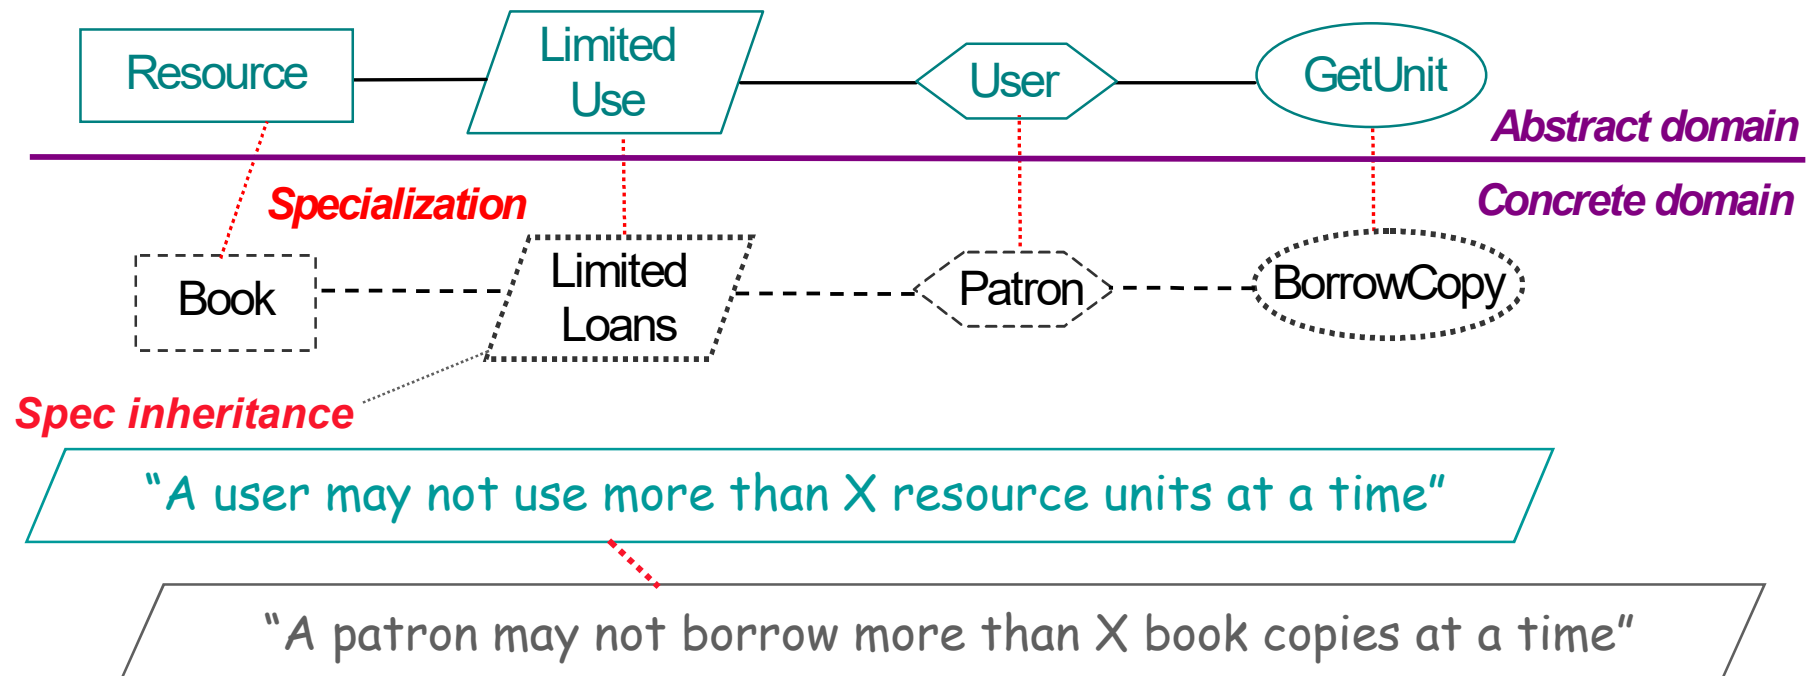 Resource
Limited
Use
User
GetUnit
Abstract domain
Specialization
Concrete domain
Book
Limited
Loans
Patron
BorrowCopy
Spec inheritance
“A user may not use more than X resource units at a time”
“A patron may not borrow more than X book copies at a time”